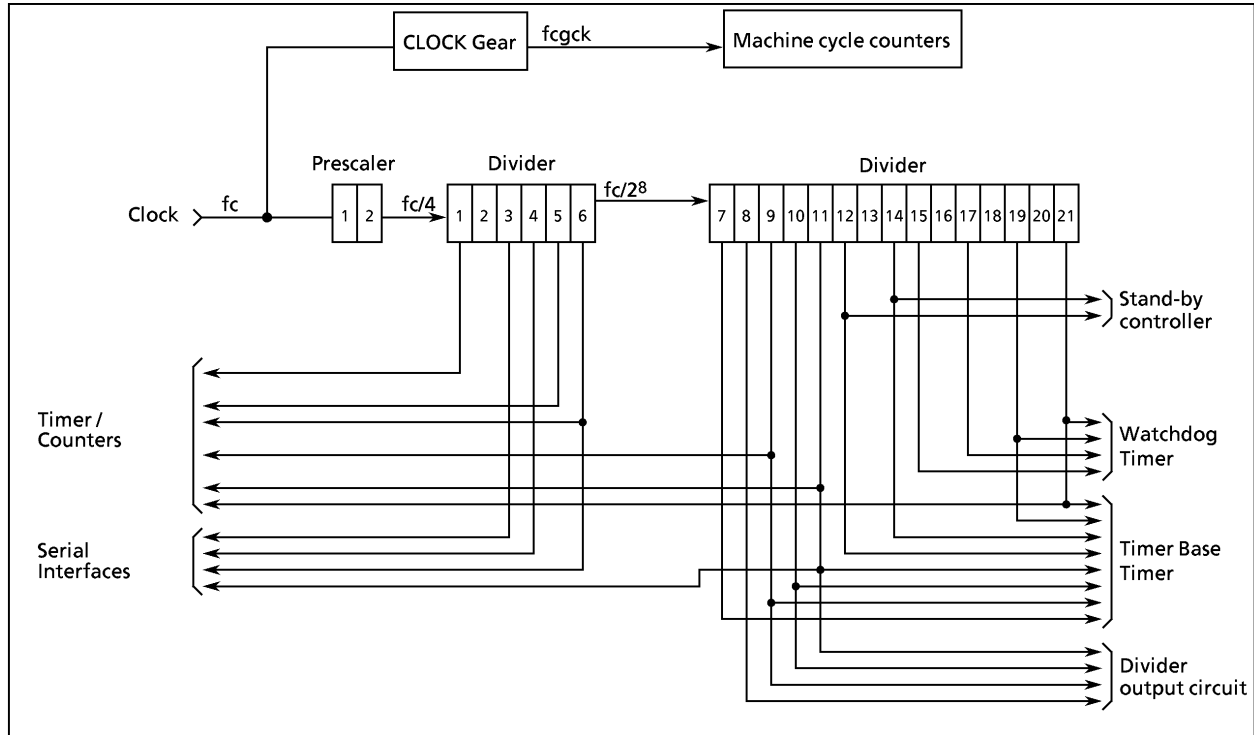 CLOCK Gear
fcgck
Machine cycle counters
Prescaler
Divider
Divider
Clock
fc
1 2
fc/4
1 2 3 4 5 6
fc/2⁸
7 8 9 10 11 12 13 14 15 16 17 18 19 20 21
Stand-by
controller
Timer /
Counters
Watchdog
Timer
Serial
Interfaces
Timer Base
Timer
Divider
output circuit